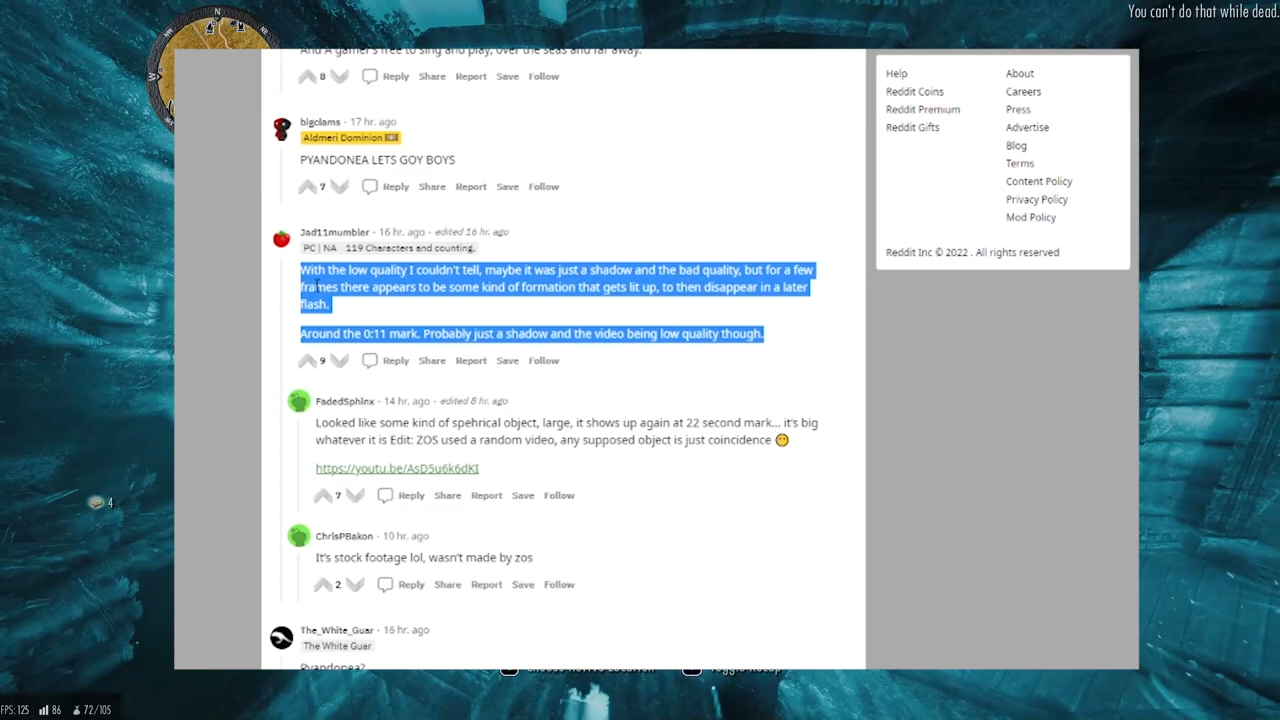 You can't do that while dead.
N
And A gamer's free to sing and play, over the seas and far away.
8 Reply Share Report Save Follow
bigclams · 17 hr. ago
Aldmeri Dominion
PYANDONEA LETS GOY BOYS
7 Reply Share Report Save Follow
Jad11mumbler · 16 hr. ago · edited 16 hr. ago
PC | NA 119 Characters and counting.
With the low quality I couldn't tell, maybe it was just a shadow and the bad quality, but for a few
frames there appears to be some kind of formation that gets lit up, to then disappear in a later
flash.
Around the 0:11 mark. Probably just a shadow and the video being low quality though.
9 Reply Share Report Save Follow
FadedSphinx · 14 hr. ago · edited 8 hr. ago
Looked like some kind of spehrical object, large, it shows up again at 22 second mark... it's big
whatever it is Edit: ZOS used a random video, any supposed object is just coincidence 😬
https://youtu.be/AsD5u6k6dKI
7 Reply Share Report Save Follow
ChrisPBakon · 10 hr. ago
It's stock footage lol, wasn't made by zos
2 Reply Share Report Save Follow
The_White_Guar · 16 hr. ago
The White Guar
Pyandonea?
Help About
Reddit Coins Careers
Reddit Premium Press
Reddit Gifts Advertise
Blog
Terms
Content Policy
Privacy Policy
Mod Policy
Reddit Inc © 2022 . All rights reserved
4
FPS: 125 86 72/105